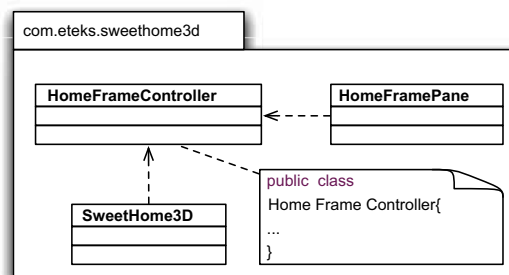 com.eteks.sweethome3d
HomeFrameController
HomeFramePane
SweetHome3D
public class
Home Frame Controller{
...
}